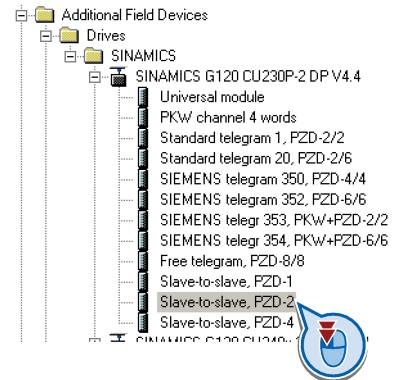 Additional Field Devices
Drives
SINAMICS
SINAMICS G120 CU230P-2 DP V4.4
Universal module
PKW channel 4 words
Standard telegram 1, PZD-2/2
Standard telegram 20, PZD-2/6
SIEMENS telegram 350, PZD-4/4
SIEMENS telegram 352, PZD-6/6
SIEMENS telegr 353, PKW+PZD-2/2
SIEMENS telegr 354, PKW+PZD-6/6
Free telegram, PZD-8/8
Slave-to-slave, PZD-1
Slave-to-slave, PZD-2
Slave-to-slave, PZD-4
SINAMICS G120